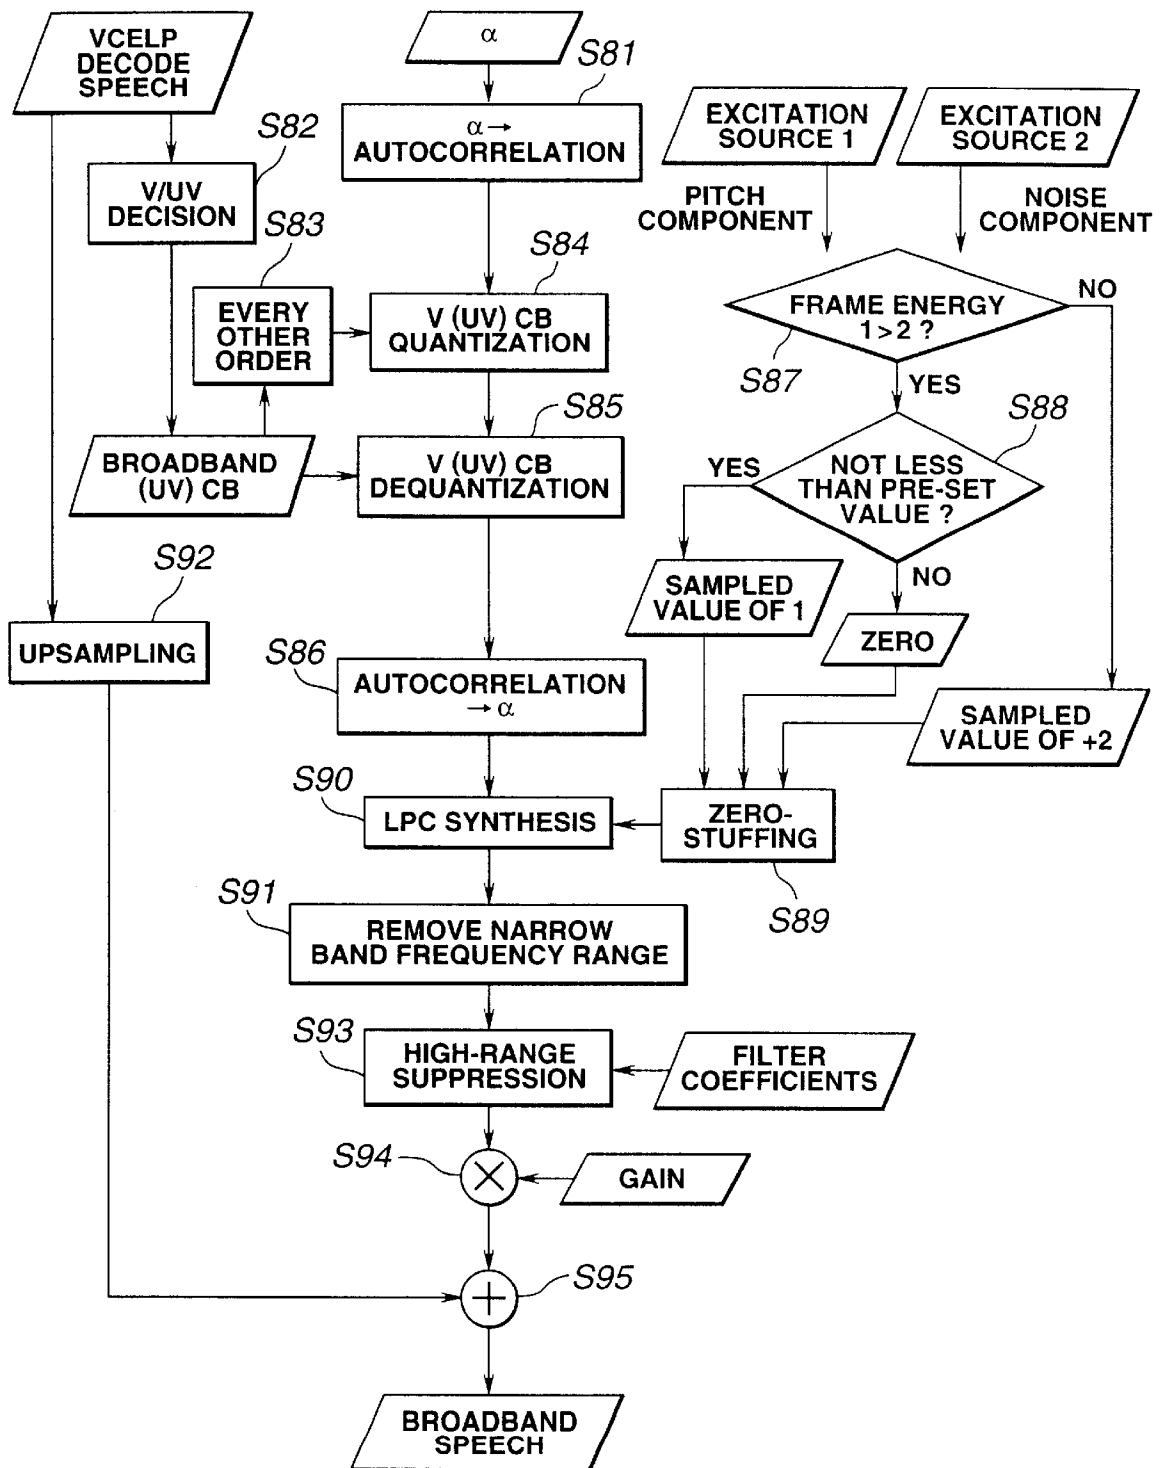 VCELP
DECODE
SPEECH
α
S81
α →
AUTOCORRELATION
EXCITATION
SOURCE 1
EXCITATION
SOURCE 2
S82
V/UV
DECISION
PITCH
COMPONENT
NOISE
COMPONENT
S83
S84
EVERY
OTHER
ORDER
V (UV) CB
QUANTIZATION
FRAME ENERGY
1>2 ?
NO
S87
YES
S85
S88
BROADBAND
(UV) CB
V (UV) CB
DEQUANTIZATION
YES
NOT LESS
THAN PRE-SET
VALUE ?
NO
S92
SAMPLED
VALUE OF 1
ZERO
UPSAMPLING
S86
AUTOCORRELATION
→ α
SAMPLED
VALUE OF +2
S90
LPC SYNTHESIS
ZERO-
STUFFING
S89
S91
REMOVE NARROW
BAND FREQUENCY RANGE
S93
HIGH-RANGE
SUPPRESSION
FILTER
COEFFICIENTS
S94
GAIN
S95
BROADBAND
SPEECH